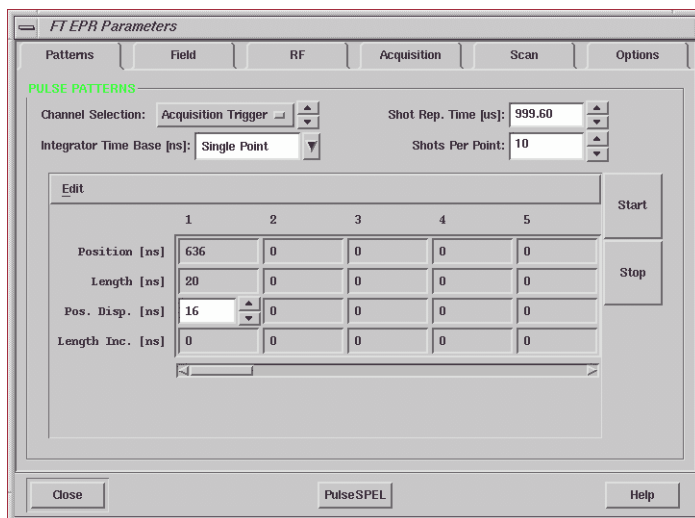 FT EPR Parameters
Patterns Field RF Acquisition Scan Options
PULSE PATTERNS
Channel Selection: Acquisition Trigger Shot Rep. Time [us]: 999.60
Integrator Time Base [ns]: Single Point Shots Per Point: 10
Edit
Start
1 2 3 4 5
Position [ns] 636 0 0 0 0
Stop
Length [ns] 20 0 0 0 0
Pos. Disp. [ns] 16 0 0 0 0
Length Inc. [ns] 0 0 0 0 0
Close PulseSPEL Help